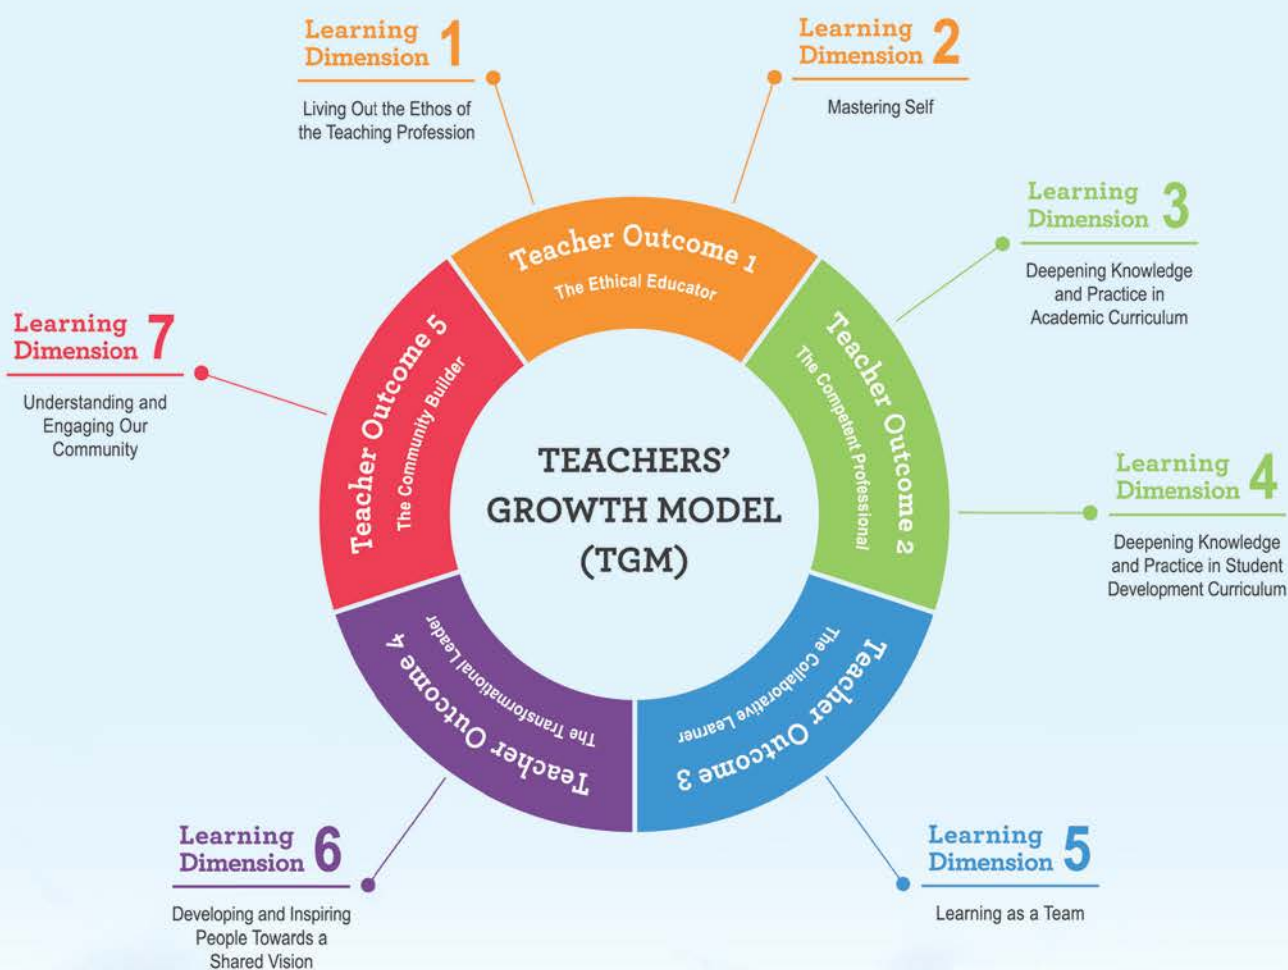 Learning
Dimension 1
Living Out the Ethos of
the Teaching Profession
Learning
Dimension 2
Mastering Self
Learning
Dimension 3
Deepening Knowledge
and Practice in
Academic Curriculum
Learning
Dimension 4
Deepening Knowledge
and Practice in Student
Development Curriculum
Learning
Dimension 5
Learning as a Team
Learning
Dimension 6
Developing and Inspiring
People Towards a
Shared Vision
Learning
Dimension 7
Understanding and
Engaging Our
Community
Teacher Outcome 1
The Ethical Educator
Teacher Outcome 2
The Competent Professional
Teacher Outcome 3
The Collaborative Learner
Teacher Outcome 4
The Transformational Leader
Teacher Outcome 5
The Community Builder
TEACHERS'
GROWTH MODEL
(TGM)